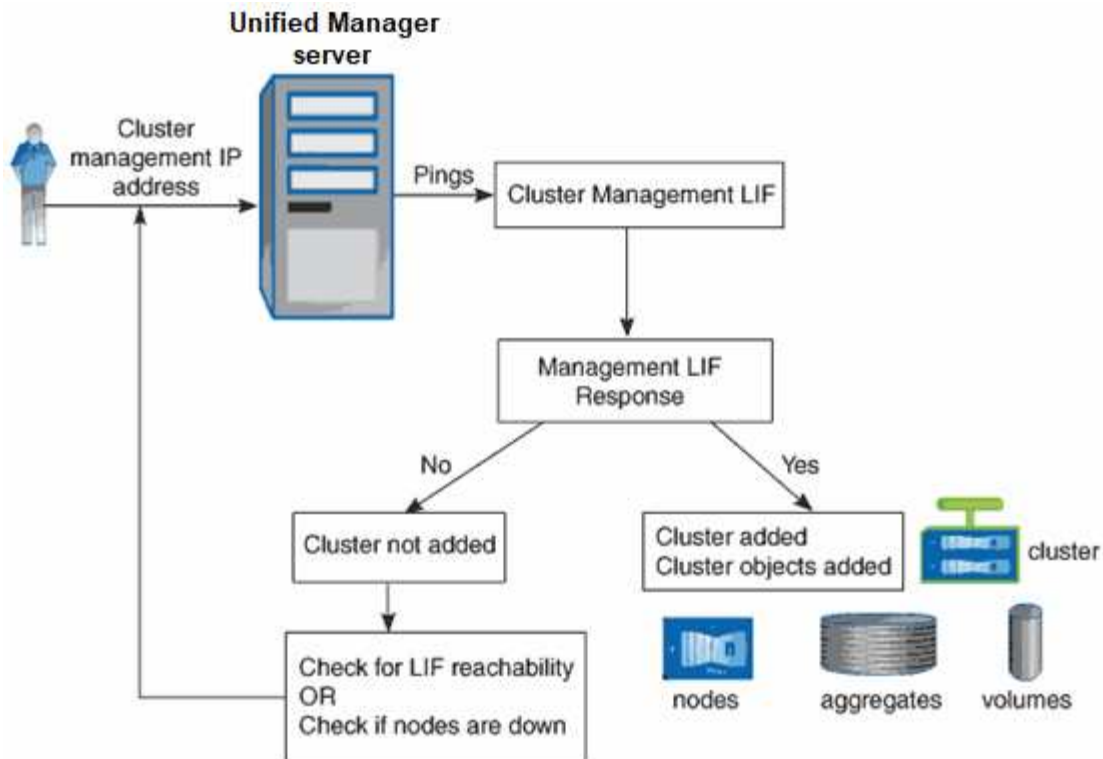 Unified Manager
server
Cluster
management IP
address
Pings
Cluster Management LIF
Management LIF
Response
No
Yes
Cluster not added
Cluster added
Cluster objects added
cluster
Check for LIF reachability
OR
Check if nodes are down
nodes
aggregates
volumes